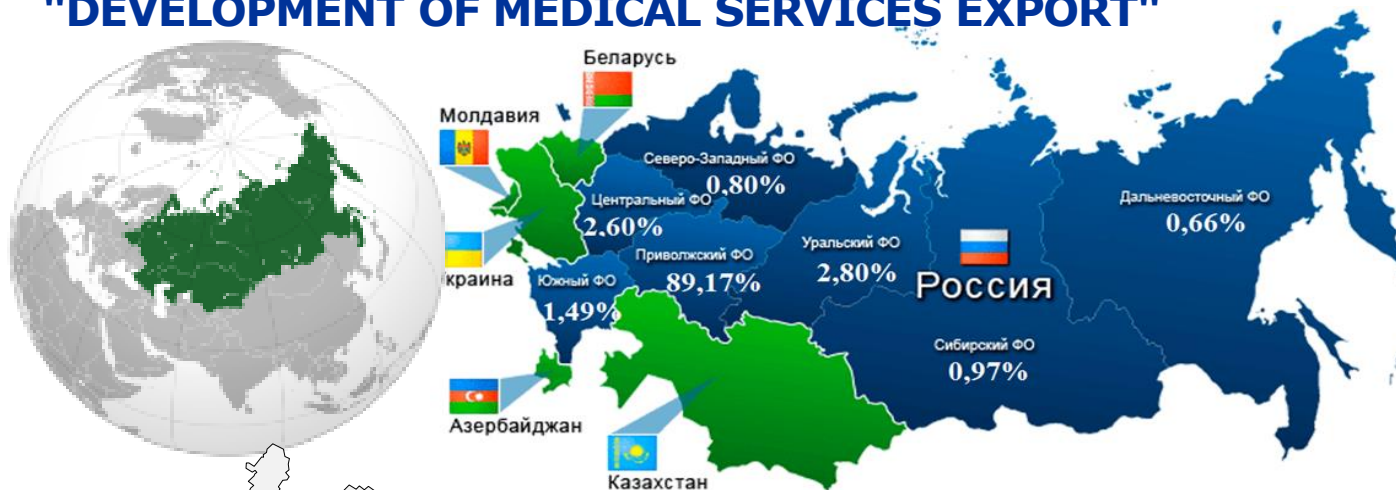 "DEVELOPMENT OF MEDICAL SERVICES EXPORT"
Беларусь
Молдавия
Северо-Западный ФО
0,80%
Центральный ФО
2,60%
Дальневосточный ФО
0,66%
Приволжский ФО
89,17%
Уральский ФО
2,80%
Россия
краина
Южный ФО
1,49%
Сибирский ФО
0,97%
Азербайджан
Казахстан